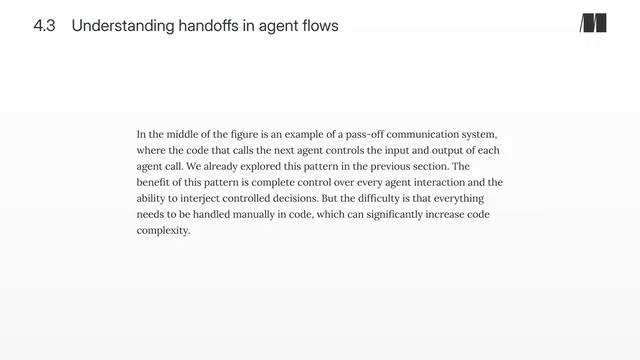 4.3 Understanding handoffs in agent flows
In the middle of the figure is an example of a pass-off communication system,
where the code that calls the next agent controls the input and output of each
agent call. We already explored this pattern in the previous section. The
benefit of this pattern is complete control over every agent interaction and the
ability to interject controlled decisions. But the difficulty is that everything
needs to be handled manually in code, which can significantly increase code
complexity.